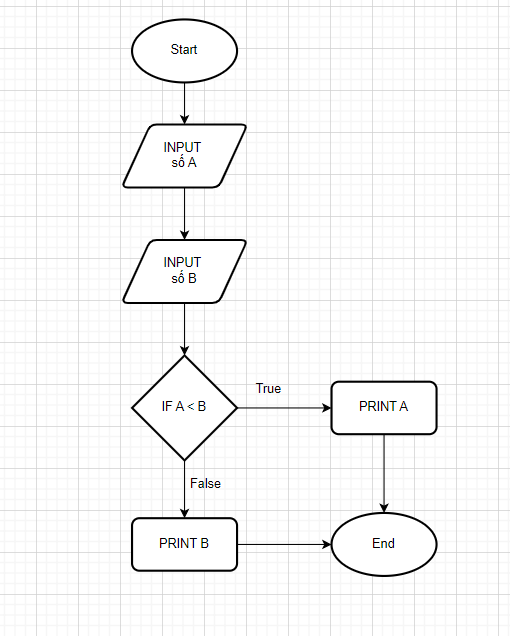 Start
INPUT
số A
INPUT
số B
IF A < B
True
PRINT A
False
PRINT B
End